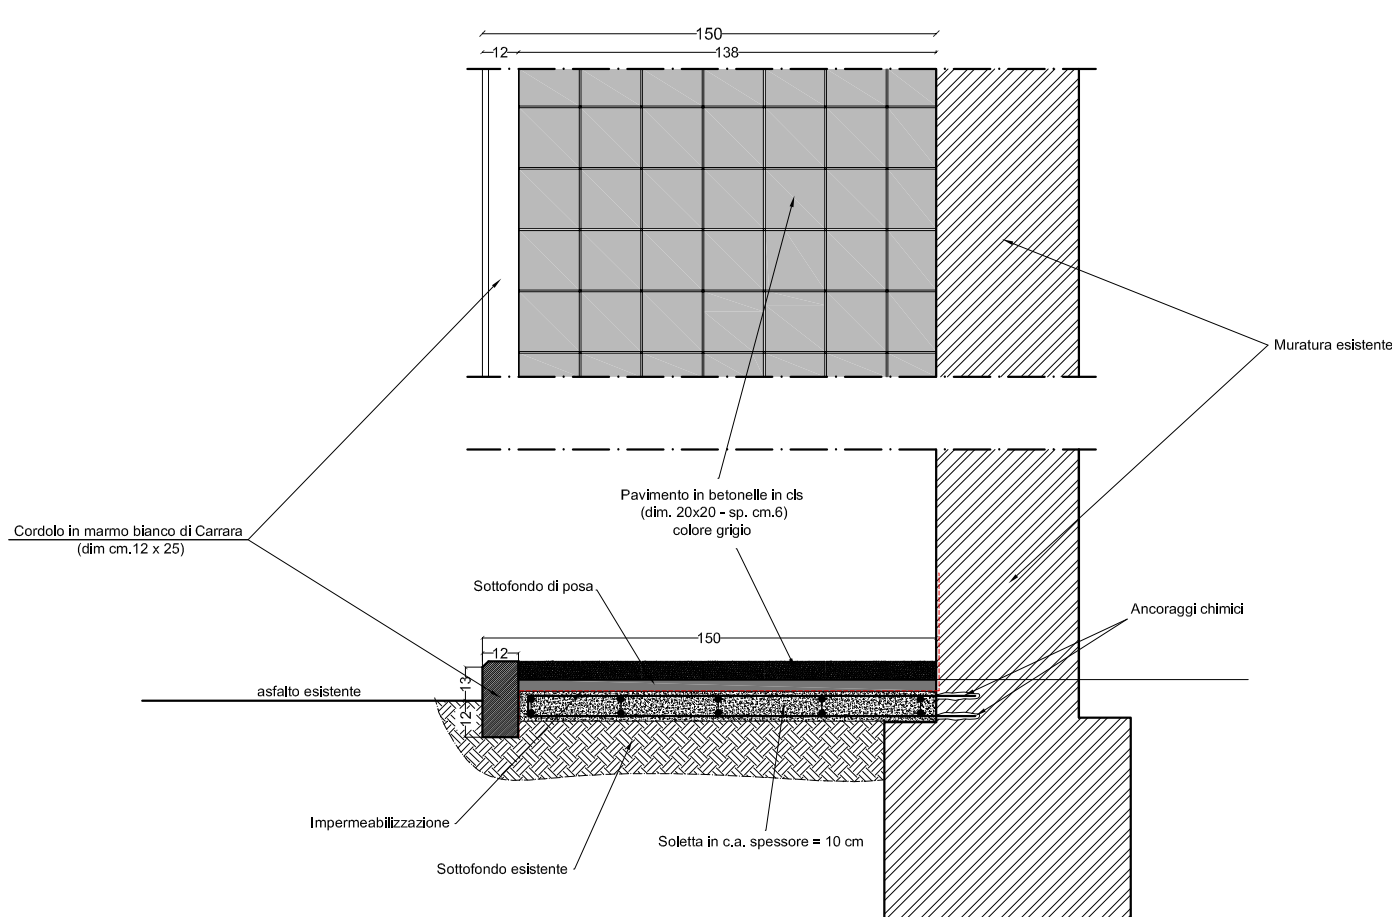 150
12
138
Muratura esistente
Pavimento in betonelle in cls
(dim. 20x20 - sp. cm.6)
colore grigio
Cordolo in marmo bianco di Carrara
(dim cm.12 x 25)
Sottofondo di posa
Ancoraggi chimici
150
12
13
asfalto esistente
12
Impermeabilizzazione
Soletta in c.a. spessore = 10 cm
Sottofondo esistente